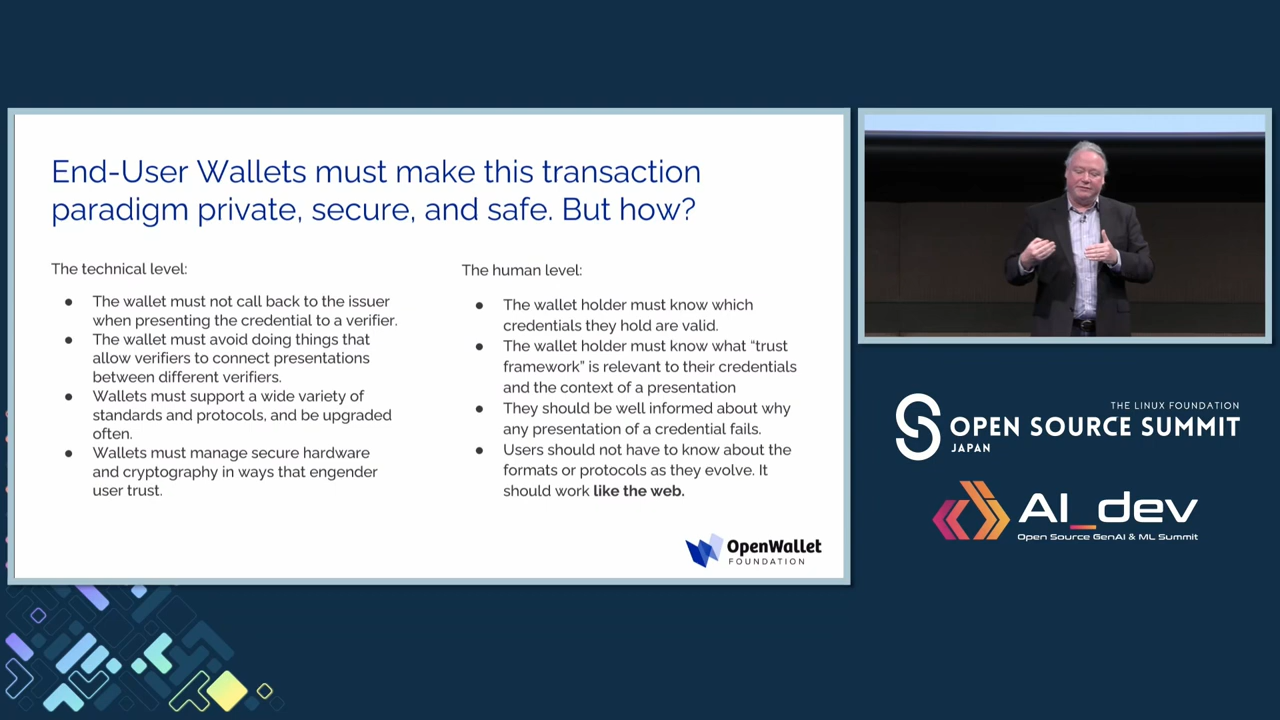 End-User Wallets must make this transaction
paradigm private, secure, and safe. But how?
The technical level:
● The wallet must not call back to the issuer
when presenting the credential to a verifier.
● The wallet must avoid doing things that
allow verifiers to connect presentations
between different verifiers.
● Wallets must support a wide variety of
standards and protocols, and be upgraded
often.
● Wallets must manage secure hardware
and cryptography in ways that engender
user trust.
The human level:
● The wallet holder must know which
credentials they hold are valid.
● The wallet holder must know what “trust
framework” is relevant to their credentials
and the context of a presentation
● They should be well informed about why
any presentation of a credential fails.
● Users should not have to know about the
formats or protocols as they evolve. It
should work like the web.
OpenWallet
FOUNDATION
THE LINUX FOUNDATION
OPEN SOURCE SUMMIT
JAPAN
AI_dev
Open Source GenAI & ML Summit